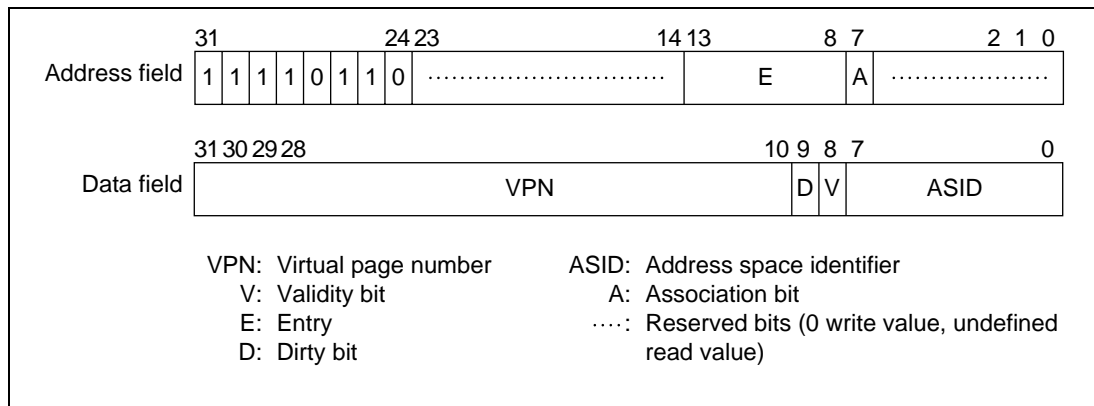 31 24 23 14 13 8 7 2 1 0
Address field 1 1 1 1 0 1 1 0 ······························ E A ····················
31 30 29 28 10 9 8 7 0
Data field VPN D V ASID
VPN: Virtual page number ASID: Address space identifier
V: Validity bit A: Association bit
E: Entry ····: Reserved bits (0 write value, undefined
D: Dirty bit read value)